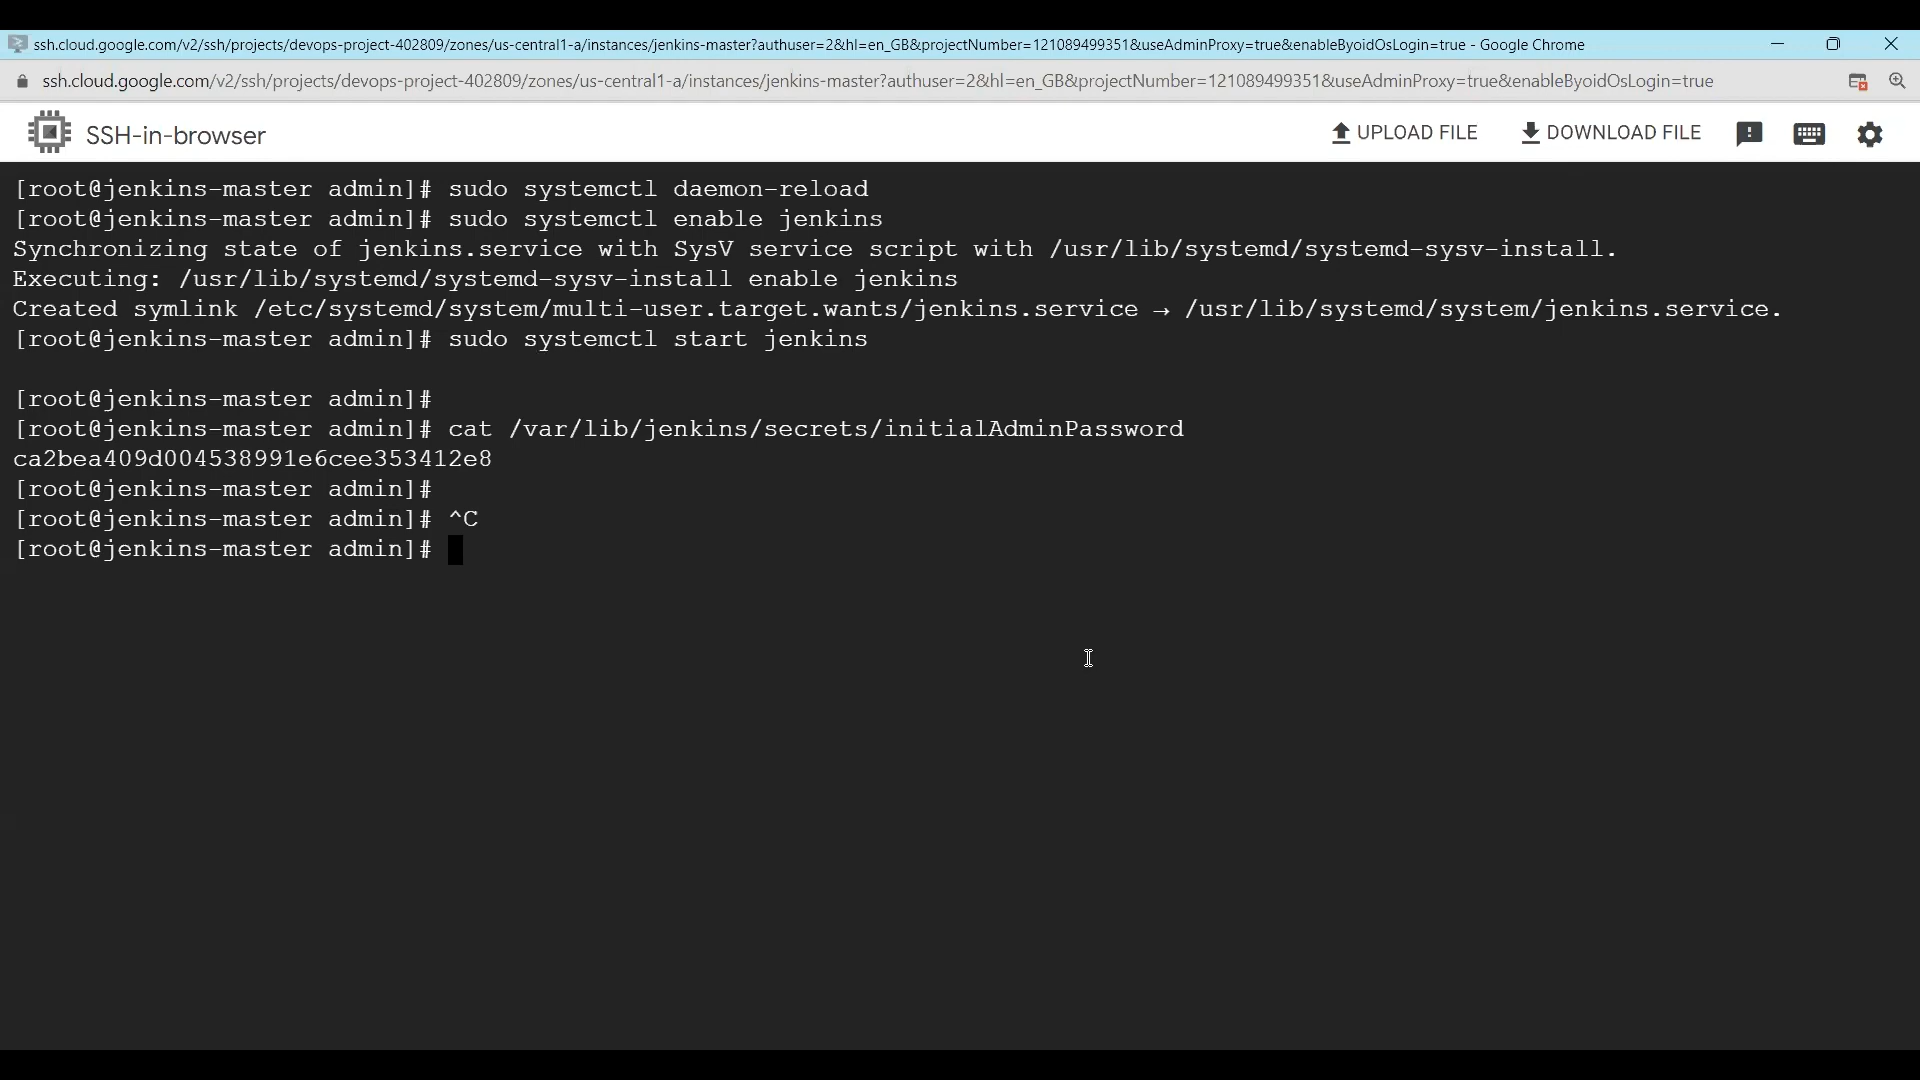 ssh.cloud.google.com/v2/ssh/projects/devops-project-402809/zones/us-central1-a/instances/jenkins-master?authuser=2&hl=en_GB&projectNumber=121089499351&useAdminProxy=true&enableByoidOsLogin=true - Google Chrome
ssh.cloud.google.com/v2/ssh/projects/devops-project-402809/zones/us-central1-a/instances/jenkins-master?authuser=2&hl=en_GB&projectNumber=121089499351&useAdminProxy=true&enableByoidOsLogin=true
SSH-in-browser UPLOAD FILE DOWNLOAD FILE
[root@jenkins-master admin]# sudo systemctl daemon-reload
[root@jenkins-master admin]# sudo systemctl enable jenkins
Synchronizing state of jenkins.service with SysV service script with /usr/lib/systemd/systemd-sysv-install.
Executing: /usr/lib/systemd/systemd-sysv-install enable jenkins
Created symlink /etc/systemd/system/multi-user.target.wants/jenkins.service → /usr/lib/systemd/system/jenkins.service.
[root@jenkins-master admin]# sudo systemctl start jenkins
[root@jenkins-master admin]#
[root@jenkins-master admin]# cat /var/lib/jenkins/secrets/initialAdminPassword
ca2bea409d004538991e6cee353412e8
[root@jenkins-master admin]#
[root@jenkins-master admin]# ^C
[root@jenkins-master admin]#